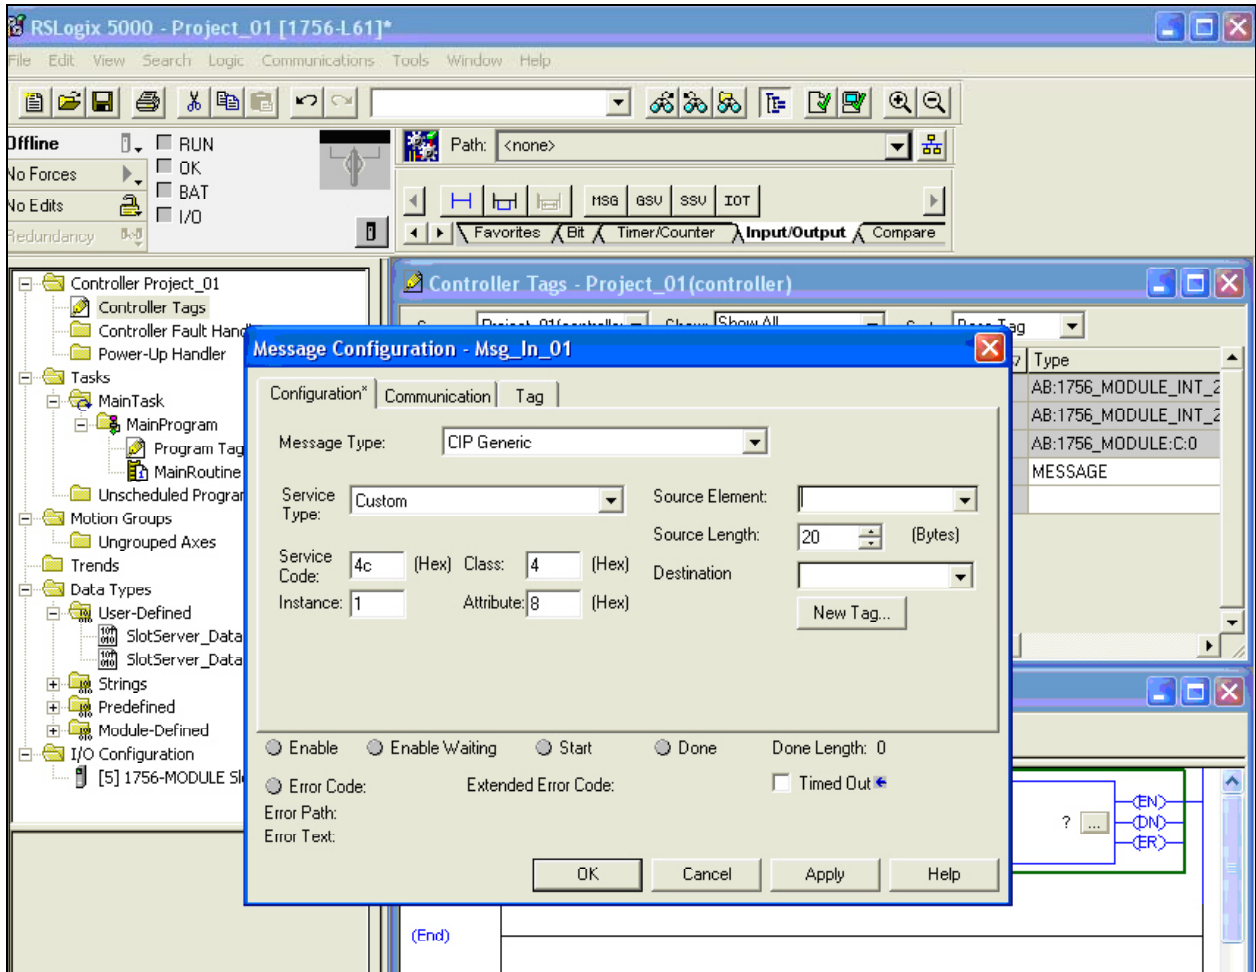 RSLogix 5000 - Project_01 [1756-L61]*
File Edit View Search Logic Communications Tools Window Help
Offline
RUN
No Forces
OK
BAT
No Edits
I/O
Redundancy
Path: <none>
MSG GSV SSV IOT
Favorites Bit Timer/Counter Input/Output Compare
Controller Project_01
Controller Tags
Controller Fault Hand
Power-Up Handler
Tasks
MainTask
MainProgram
Program Tag
MainRoutine
Unscheduled Program
Motion Groups
Ungrouped Axes
Trends
Data Types
User-Defined
SlotServer_Data
SlotServer_Data
Strings
Predefined
Module-Defined
I/O Configuration
[5] 1756-MODULE Sl
Controller Tags - Project_01(controller)
Show All
Type
AB:1756_MODULE_INT_2
AB:1756_MODULE_INT_2
AB:1756_MODULE:C:0
MESSAGE
Message Configuration - Msg_In_01
Configuration* Communication Tag
Message Type: CIP Generic
Service Type: Custom
Service Code: 4c (Hex) Class: 4 (Hex)
Instance: 1 Attribute: 8 (Hex)
Source Element:
Source Length: 20 (Bytes)
Destination
New Tag...
Enable Enable Waiting Start Done Done Length: 0
Error Code: Extended Error Code: Timed Out
Error Path:
Error Text:
OK Cancel Apply Help
? ...
(EN)
(DN)
(ER)
(End)